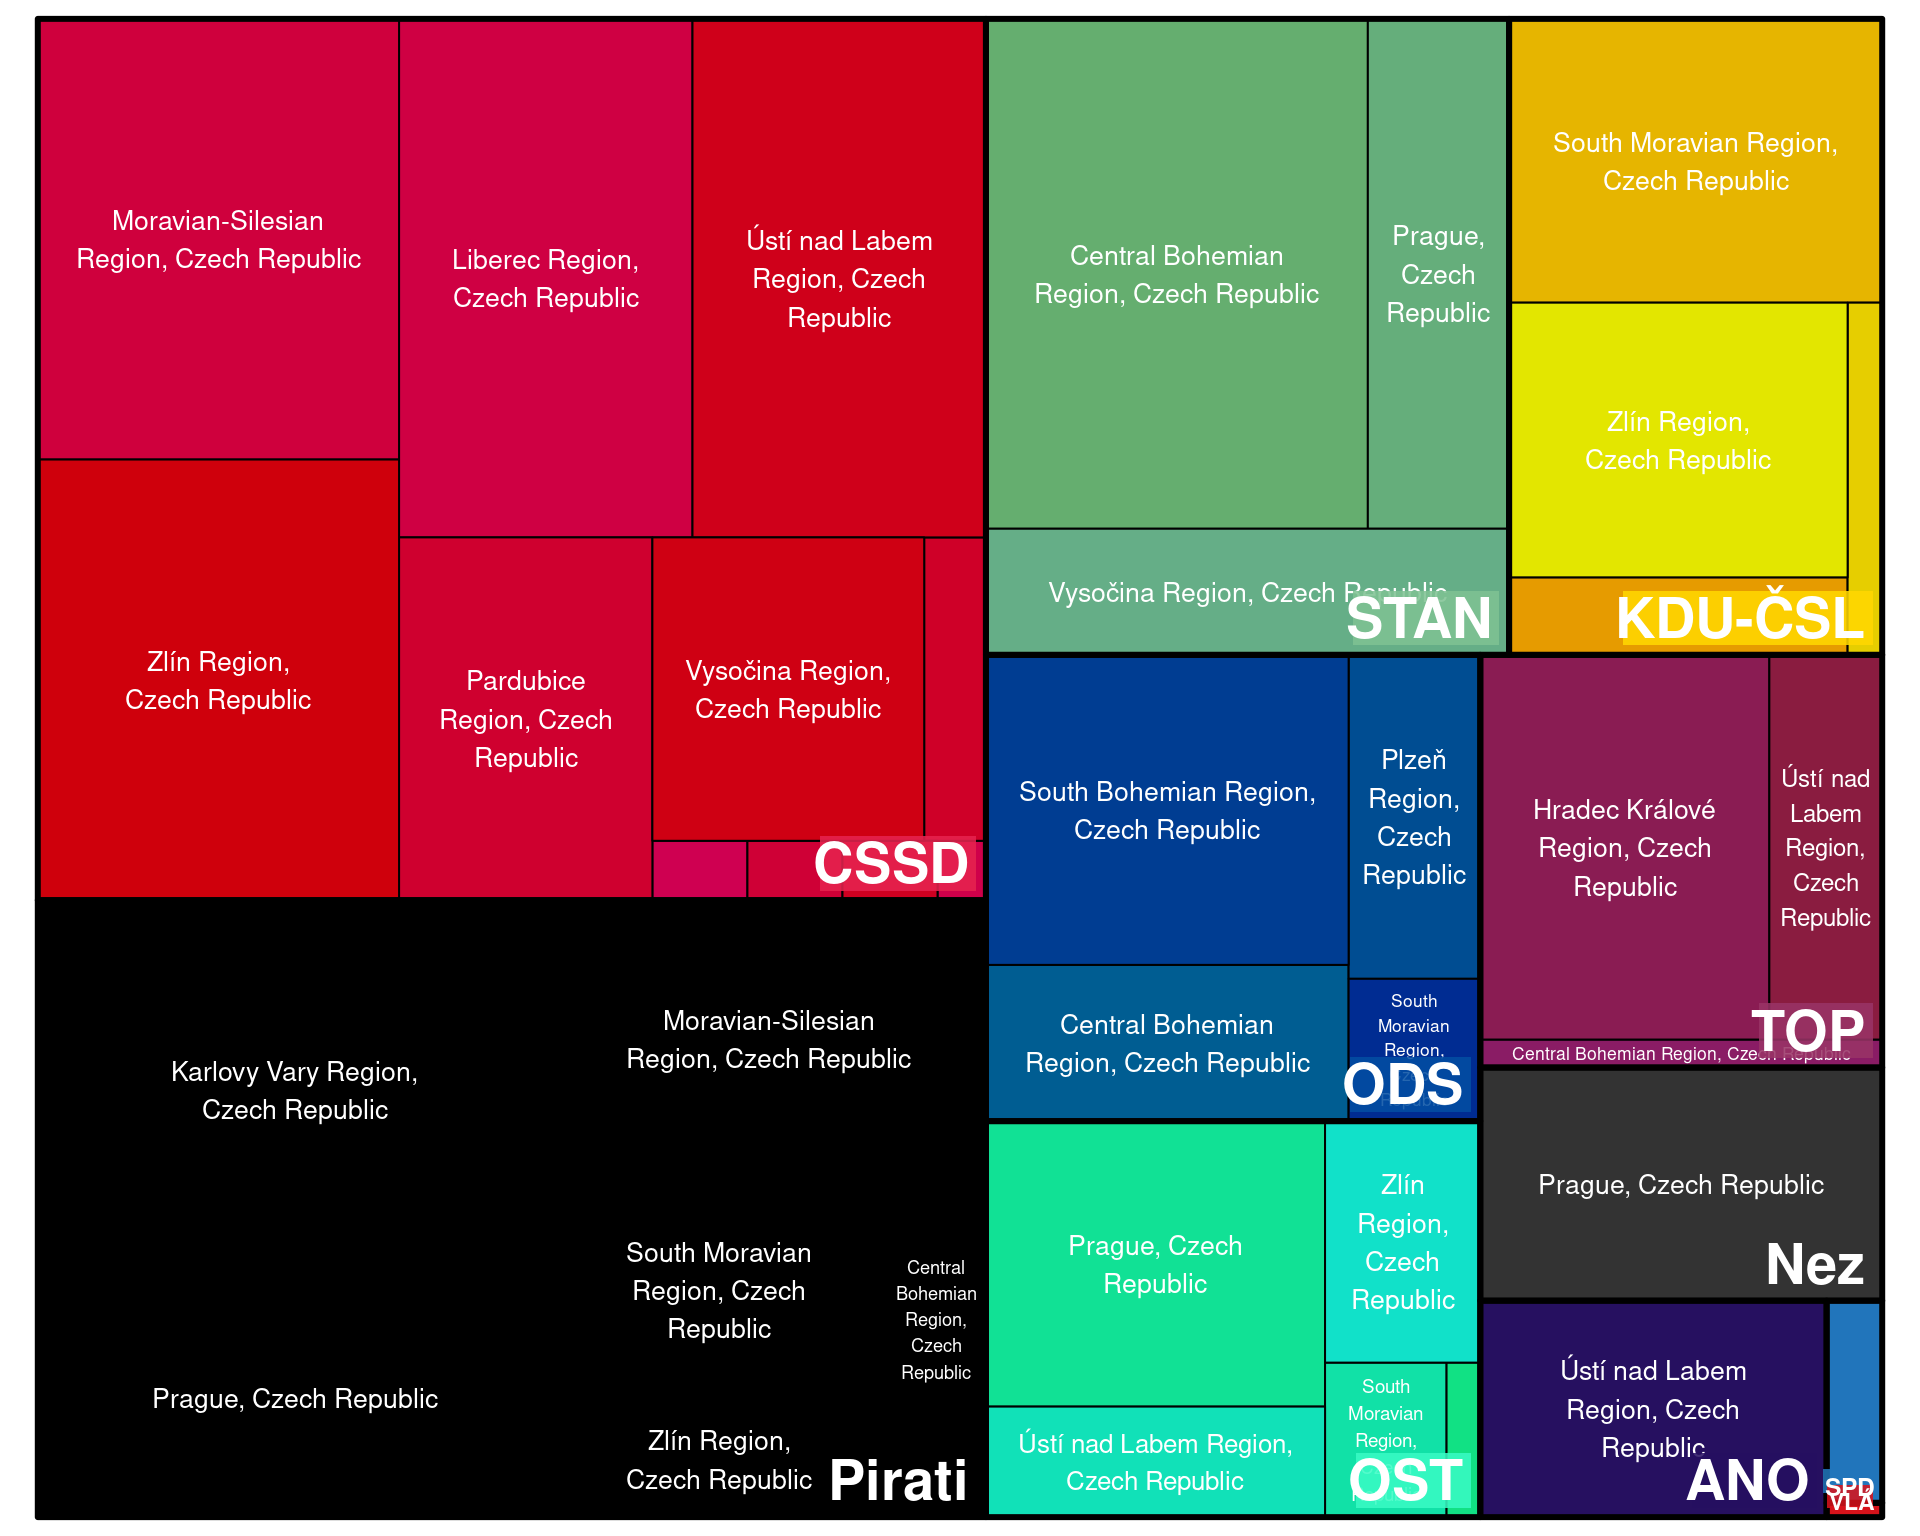 Moravian-Silesian
Region, Czech Republic
Liberec Region,
Czech Republic
Ústí nad Labem
Region, Czech
Republic
Zlín Region,
Czech Republic
Pardubice
Region, Czech
Republic
Vysočina Region,
Czech Republic
CSSD
Central Bohemian
Region, Czech Republic
Prague,
Czech
Republic
Vysočina Region, Czech Republic
STAN
South Moravian Region,
Czech Republic
Zlín Region,
Czech Republic
KDU-ČSL
South Bohemian Region,
Czech Republic
Plzeň
Region,
Czech
Republic
Central Bohemian
Region, Czech Republic
South
Moravian
Region,
ODS
Hradec Králové
Region, Czech
Republic
Ústí nad
Labem
Region,
Czech
Republic
Central Bohemian Region, Czech Republic
TOP
Karlovy Vary Region,
Czech Republic
Moravian-Silesian
Region, Czech Republic
Prague, Czech Republic
South Moravian
Region, Czech
Republic
Central
Bohemian
Region,
Czech
Republic
Zlín Region,
Czech Republic
Pirati
Prague, Czech
Republic
Zlín
Region,
Czech
Republic
Ústí nad Labem Region,
Czech Republic
South
Moravian
Region,
OST
Prague, Czech Republic
Nez
Ústí nad Labem
Region, Czech
Republic
ANO
SPD
VLA